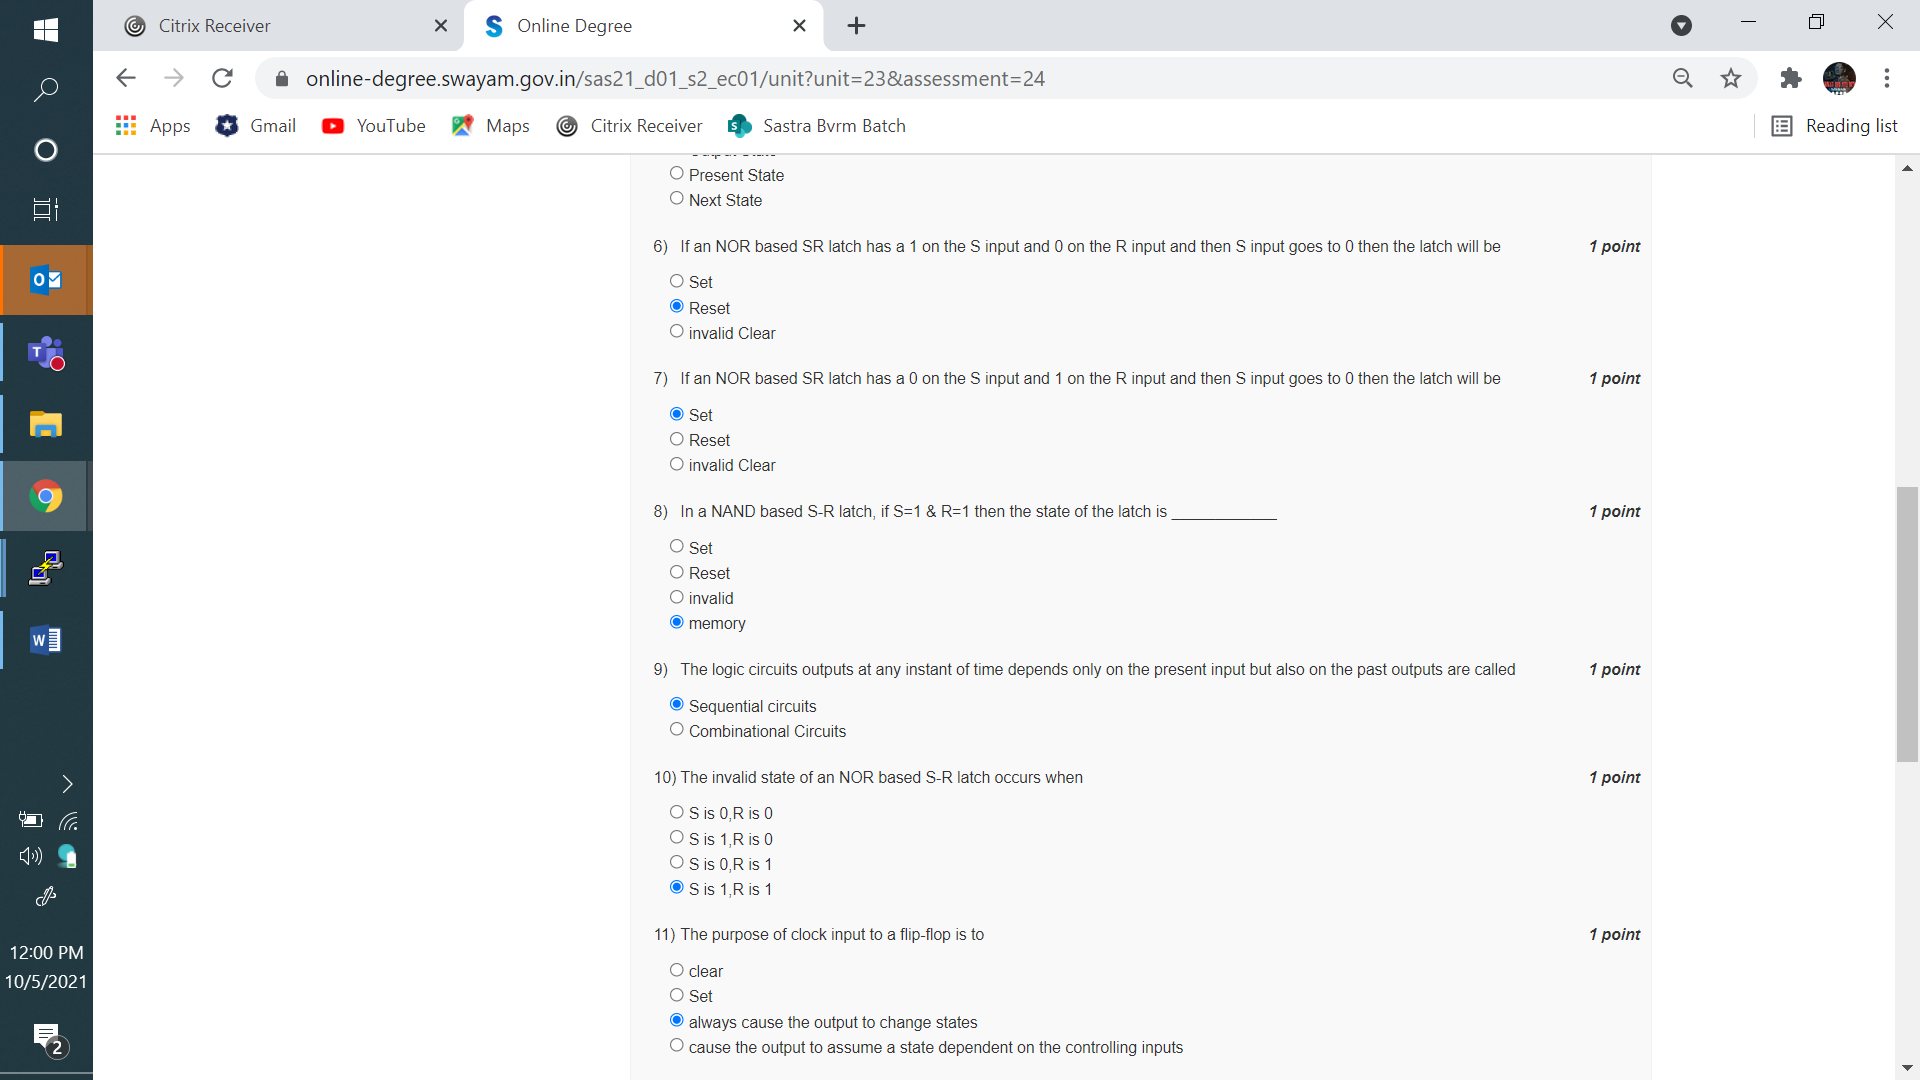 Citrix Receiver
Online Degree
online-degree.swayam.gov.in/sas21_d01_s2_ec01/unit?unit=23&assessment=24
Apps Gmail YouTube Maps Citrix Receiver Sastra Bvrm Batch Reading list
Present State
Next State
6) If an NOR based SR latch has a 1 on the S input and 0 on the R input and then S input goes to 0 then the latch will be 1 point
Set
Reset
invalid Clear
7) If an NOR based SR latch has a 0 on the S input and 1 on the R input and then S input goes to 0 then the latch will be 1 point
Set
Reset
invalid Clear
8) In a NAND based S-R latch, if S=1 & R=1 then the state of the latch is ____________ 1 point
Set
Reset
invalid
memory
9) The logic circuits outputs at any instant of time depends only on the present input but also on the past outputs are called 1 point
Sequential circuits
Combinational Circuits
10) The invalid state of an NOR based S-R latch occurs when 1 point
S is 0,R is 0
S is 1,R is 0
S is 0,R is 1
S is 1,R is 1
11) The purpose of clock input to a flip-flop is to 1 point
clear
Set
always cause the output to change states
cause the output to assume a state dependent on the controlling inputs
12:00 PM
10/5/2021
2